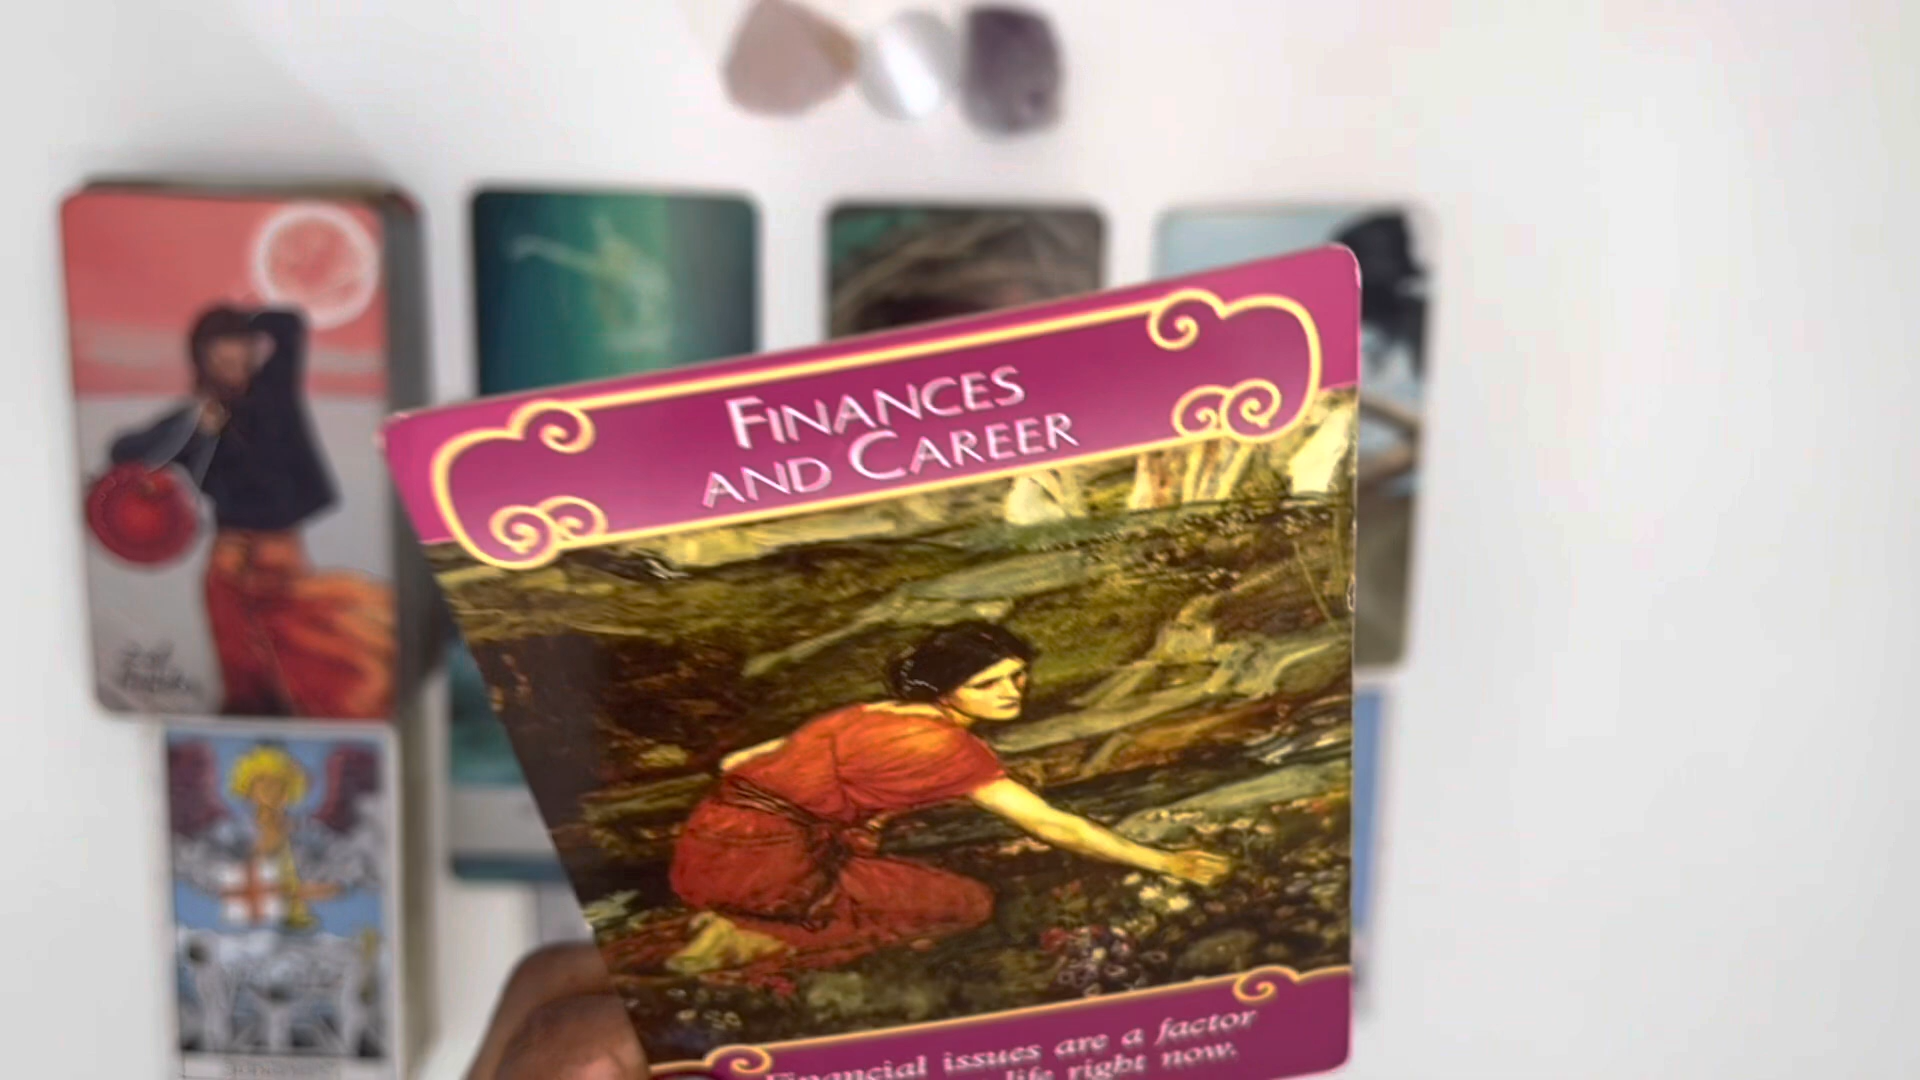 FINANCES
AND CAREER
Financial issues are a factor
life right now.